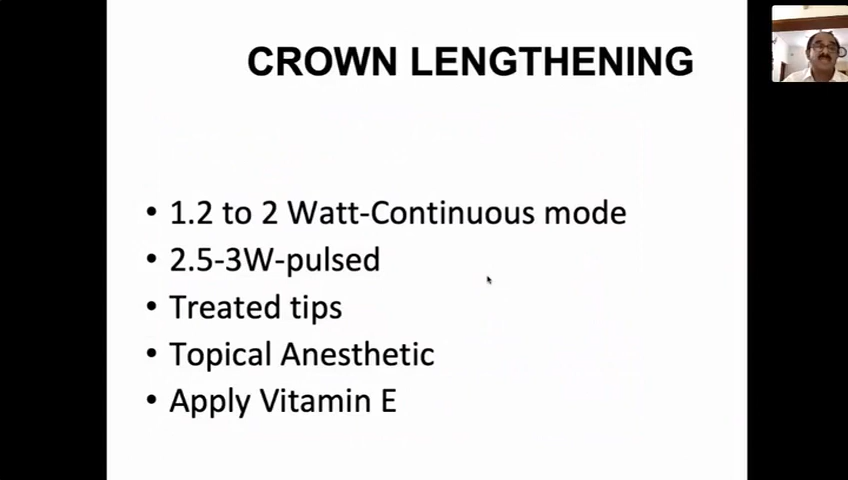 CROWN LENGTHENING
• 1.2 to 2 Watt-Continuous mode
• 2.5-3W-pulsed
• Treated tips
• Topical Anesthetic
• Apply Vitamin E